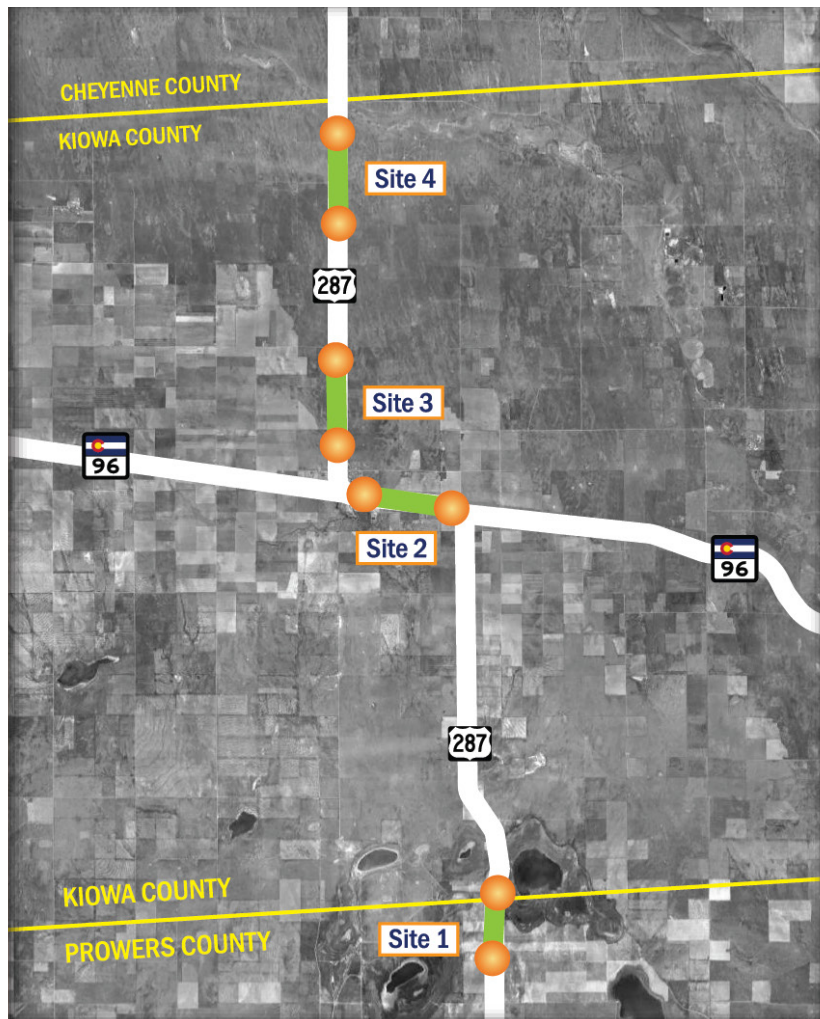 CHEYENNE COUNTY
KIOWA COUNTY
Site 4
287
Site 3
96
Site 2
96
287
KIOWA COUNTY
Site 1
PROWERS COUNTY